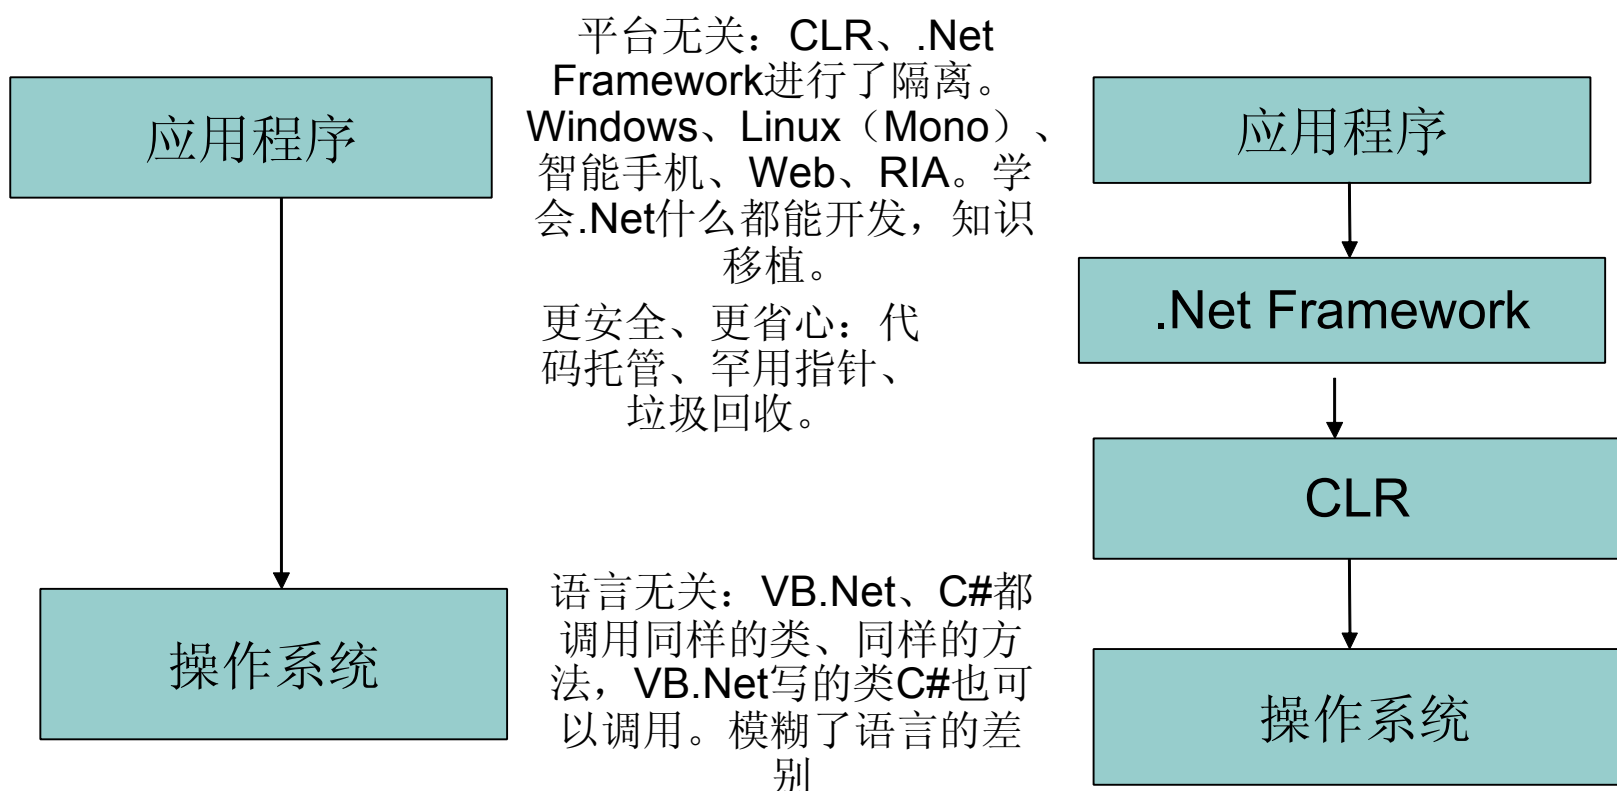 应用程序
操作系统
平台无关：CLR、.Net
Framework进行了隔离。
Windows、Linux（Mono）、
智能手机、Web、RIA。学
会.Net什么都能开发，知识
移植。
更安全、更省心：代
码托管、罕用指针、
垃圾回收。
语言无关：VB.Net、C#都
调用同样的类、同样的方
法，VB.Net写的类C#也可
以调用。模糊了语言的差
别
应用程序
.Net Framework
CLR
操作系统